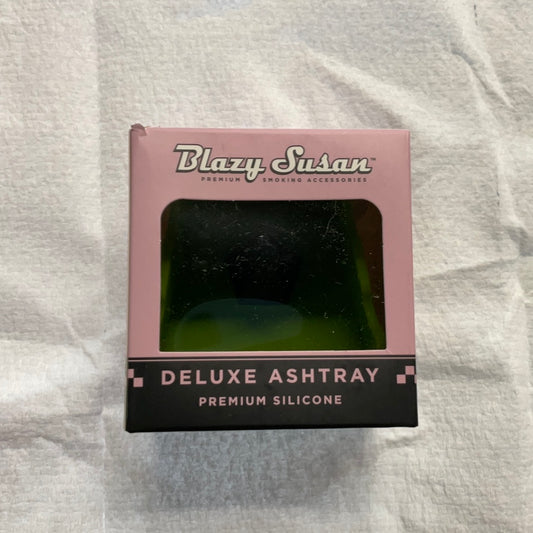 Blazy Susan™
PREMIUM SMOKING ACCESSORIES
DELUXE ASHTRAY
PREMIUM SILICONE